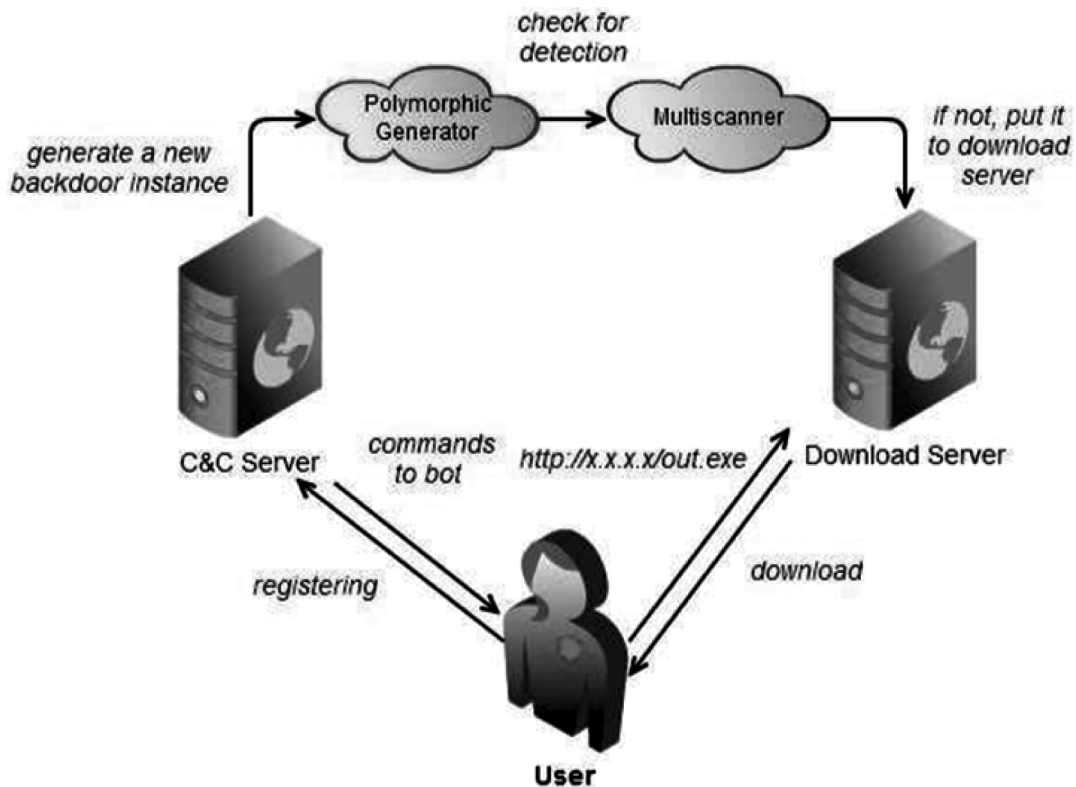 check for
detection
Polymorphic
Generator
Multiscanner
if not, put it
to download
server
generate a new
backdoor instance
C&C Server
commands
to bot
http://x.x.x.x/out.exe
Download Server
registering
download
User